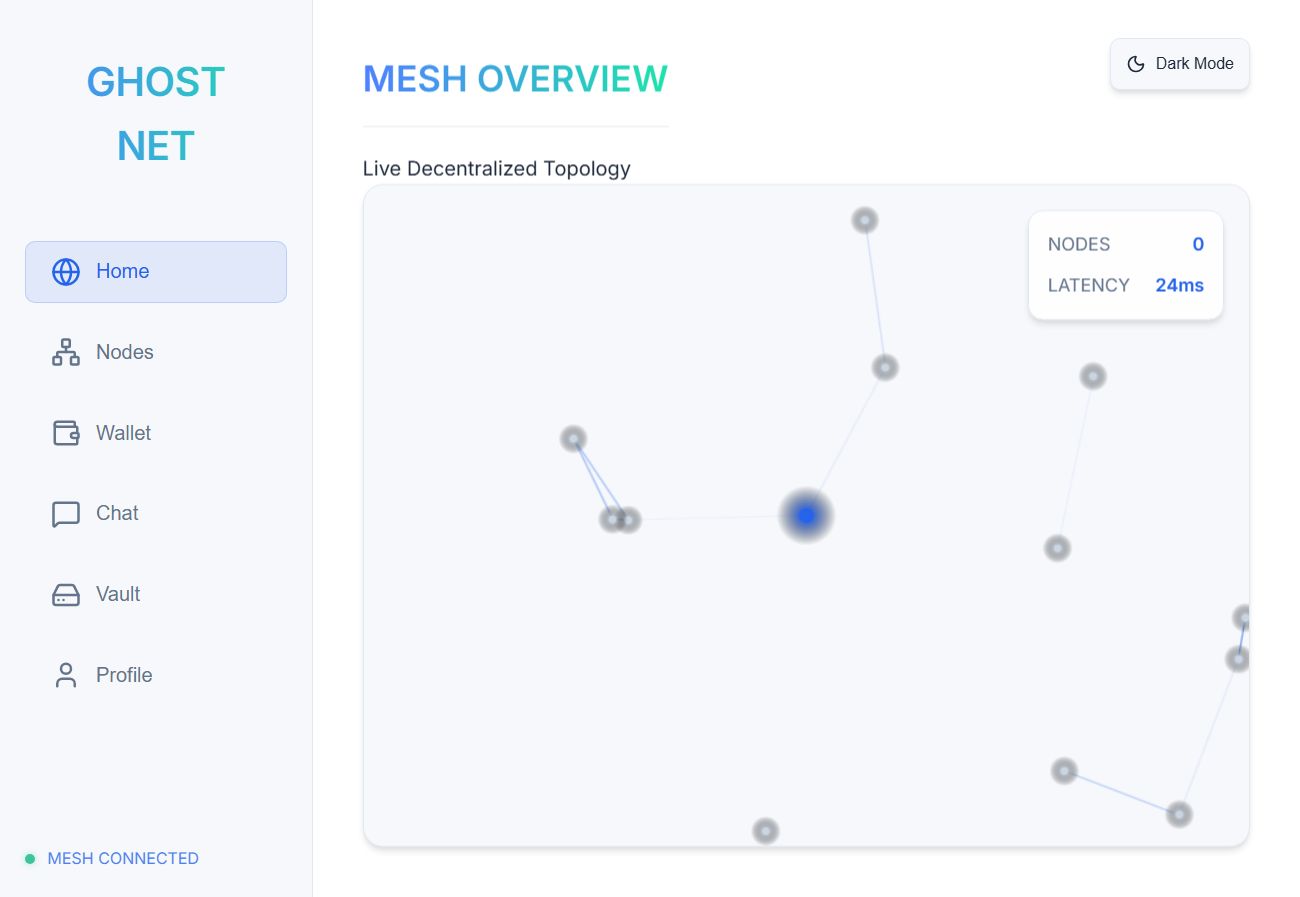 GHOST
NET
MESH OVERVIEW
Dark Mode
Live Decentralized Topology
NODES 0
LATENCY 24ms
Home
Nodes
Wallet
Chat
Vault
Profile
MESH CONNECTED